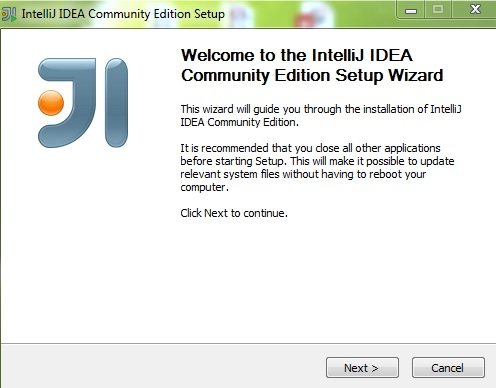 IntelliJ IDEA Community Edition Setup
Welcome to the IntelliJ IDEA
Community Edition Setup Wizard
This wizard will guide you through the installation of IntelliJ
IDEA Community Edition.
It is recommended that you close all other applications
before starting Setup. This will make it possible to update
relevant system files without having to reboot your
computer.
Click Next to continue.
Next >
Cancel